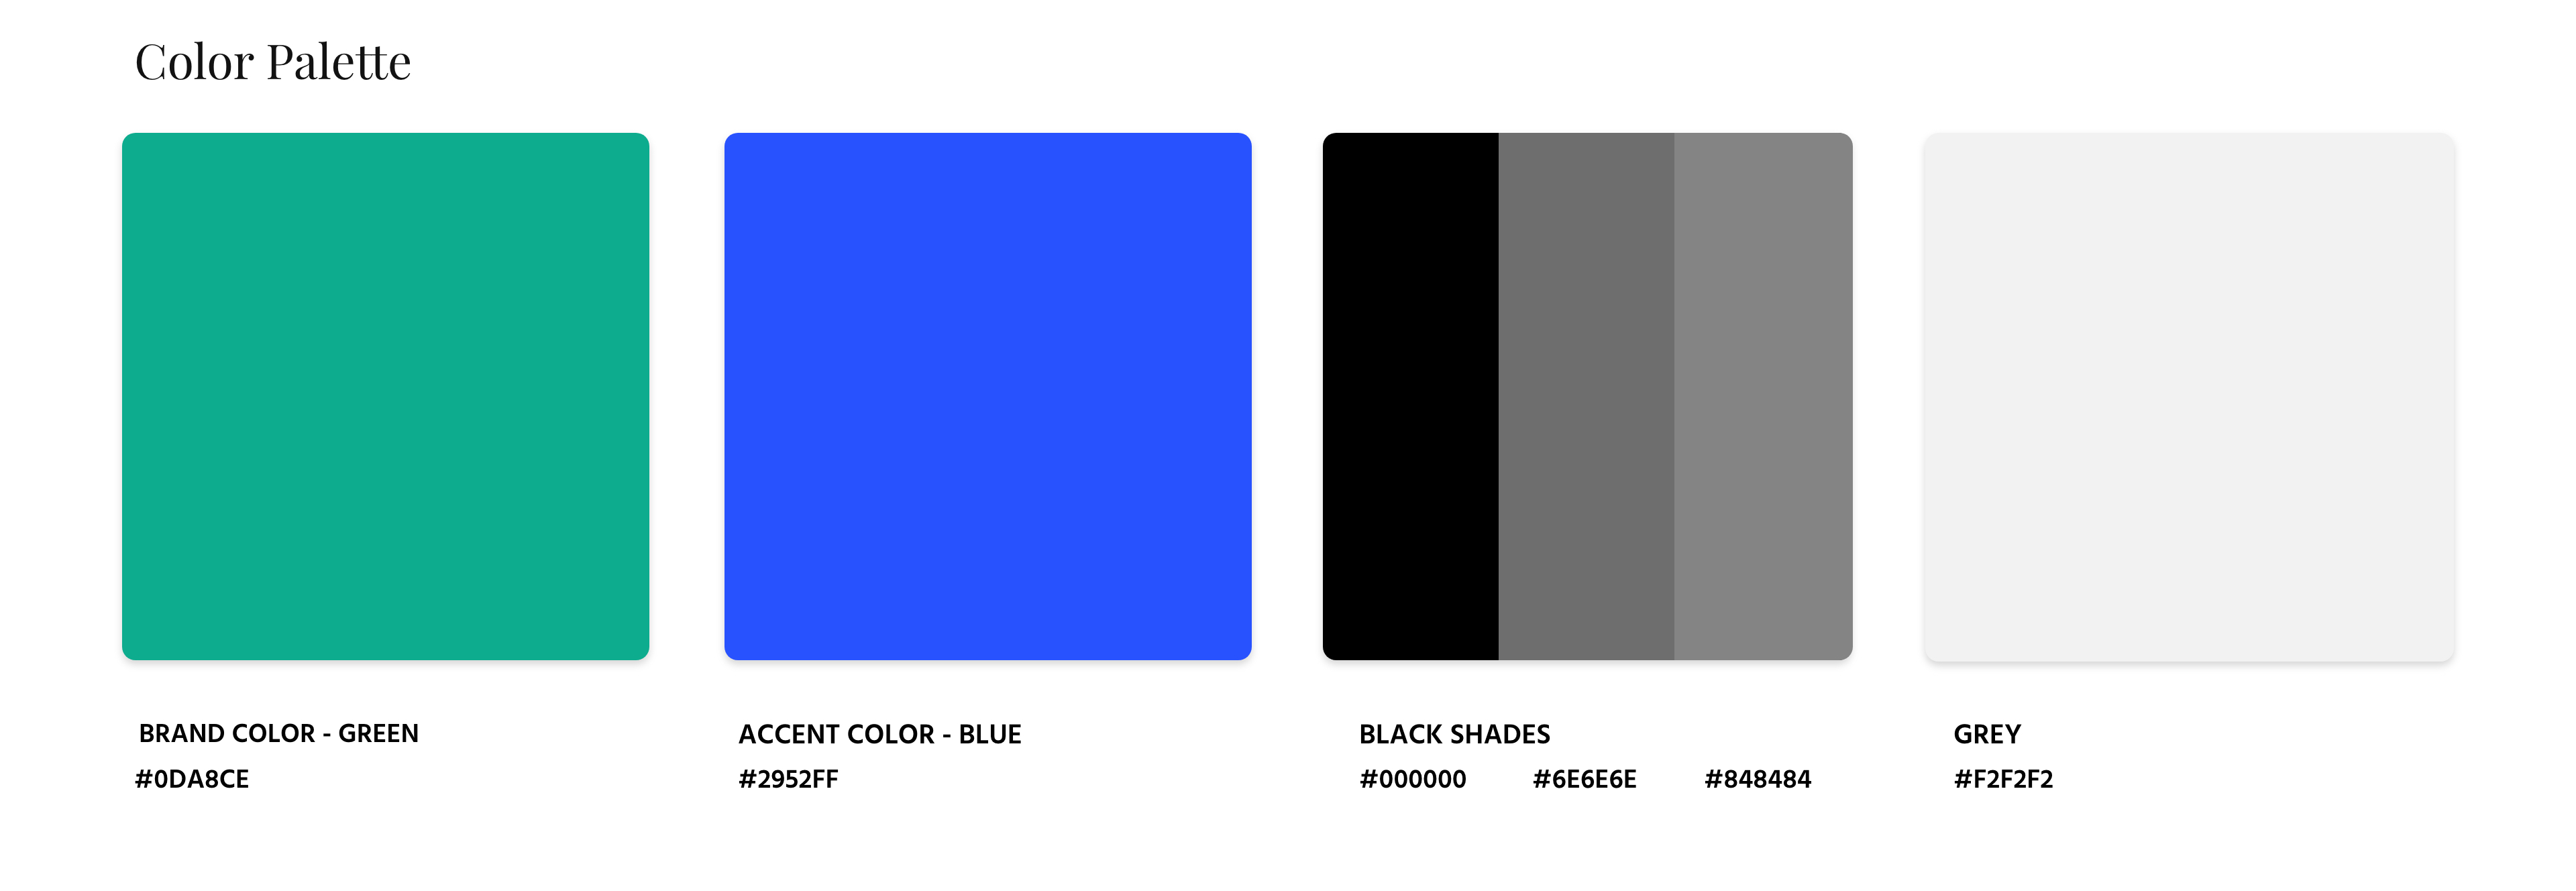 Color Palette
BRAND COLOR - GREEN
#0DA8CE
ACCENT COLOR - BLUE
#2952FF
BLACK SHADES
#000000 #6E6E6E #848484
GREY
#F2F2F2